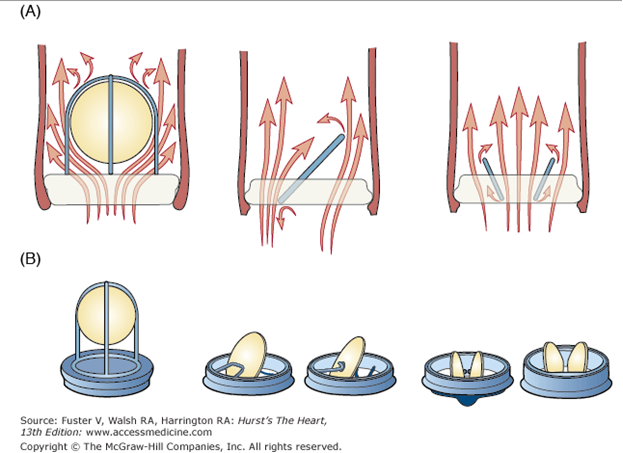 (A)
(B)
Source: Fuster V, Walsh RA, Harrington RA: Hurst's The Heart,
13th Edition: www.accessmedicine.com
Copyright © The McGraw-Hill Companies, Inc. All rights reserved.